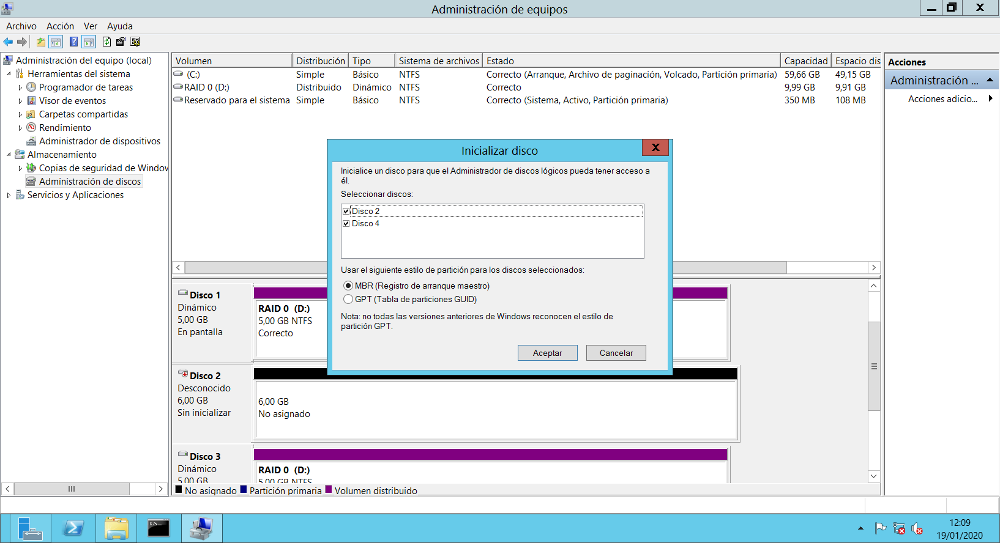 Administración de equipos
Archivo Acción Ver Ayuda
Administración del equipo (local)
Herramientas del sistema
Programador de tareas
Visor de eventos
Carpetas compartidas
Rendimiento
Administrador de dispositivos
Almacenamiento
Copias de seguridad de Window
Administración de discos
Servicios y Aplicaciones
Volumen Distribución Tipo Sistema de archivos Estado Capacidad Espacio dis
(C:) Simple Básico NTFS Correcto (Arranque, Archivo de paginación, Volcado, Partición primaria) 59,66 GB 49,15 GB
RAID 0 (D:) Distribuido Dinámico NTFS Correcto 9,99 GB 9,91 GB
Reservado para el sistema Simple Básico NTFS Correcto (Sistema, Activo, Partición primaria) 350 MB 108 MB
Acciones
Administración ...
Acciones adicio...
Inicializar disco
Inicialice un disco para que el Administrador de discos lógicos pueda tener acceso a
él.
Seleccionar discos:
Disco 2
Disco 4
Usar el siguiente estilo de partición para los discos seleccionados:
MBR (Registro de arranque maestro)
GPT (Tabla de particiones GUID)
Nota: no todas las versiones anteriores de Windows reconocen el estilo de
partición GPT.
Aceptar Cancelar
Disco 1
Dinámico
5,00 GB
En pantalla
RAID 0 (D:)
5,00 GB NTFS
Correcto
Disco 2
Desconocido
6,00 GB
Sin inicializar
6,00 GB
No asignado
Disco 3
Dinámico
5,00 GB
RAID 0 (D:)
5,00 GB NTFS
No asignado Partición primaria Volumen distribuido
12:09
19/01/2020